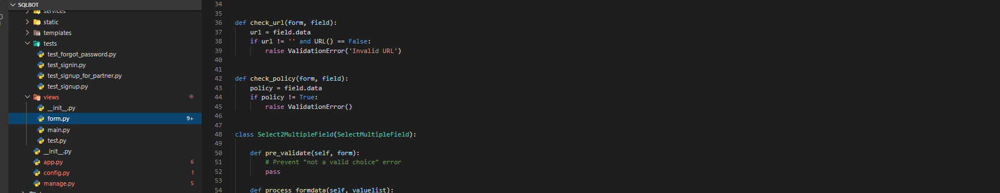 SQLBOT
services
static
templates
tests
test_forgot_password.py
test_signin.py
test_signup_for_partner.py
test_signup.py
views
__init__.py
form.py 9+
main.py
test.py
__init__.py
app.py 6
config.py 1
manage.py 5
34
35
36 def check_url(form, field):
37 url = field.data
38 if url != '' and URL() == False:
39 raise ValidationError('Invalid URL')
40
41
42 def check_policy(form, field):
43 policy = field.data
44 if policy != True:
45 raise ValidationError()
46
47
48 class Select2MultipleField(SelectMultipleField):
49
50 def pre_validate(self, form):
51 # Prevent "not a valid choice" error
52 pass
53
54 def process_formdata(self, valuelist):